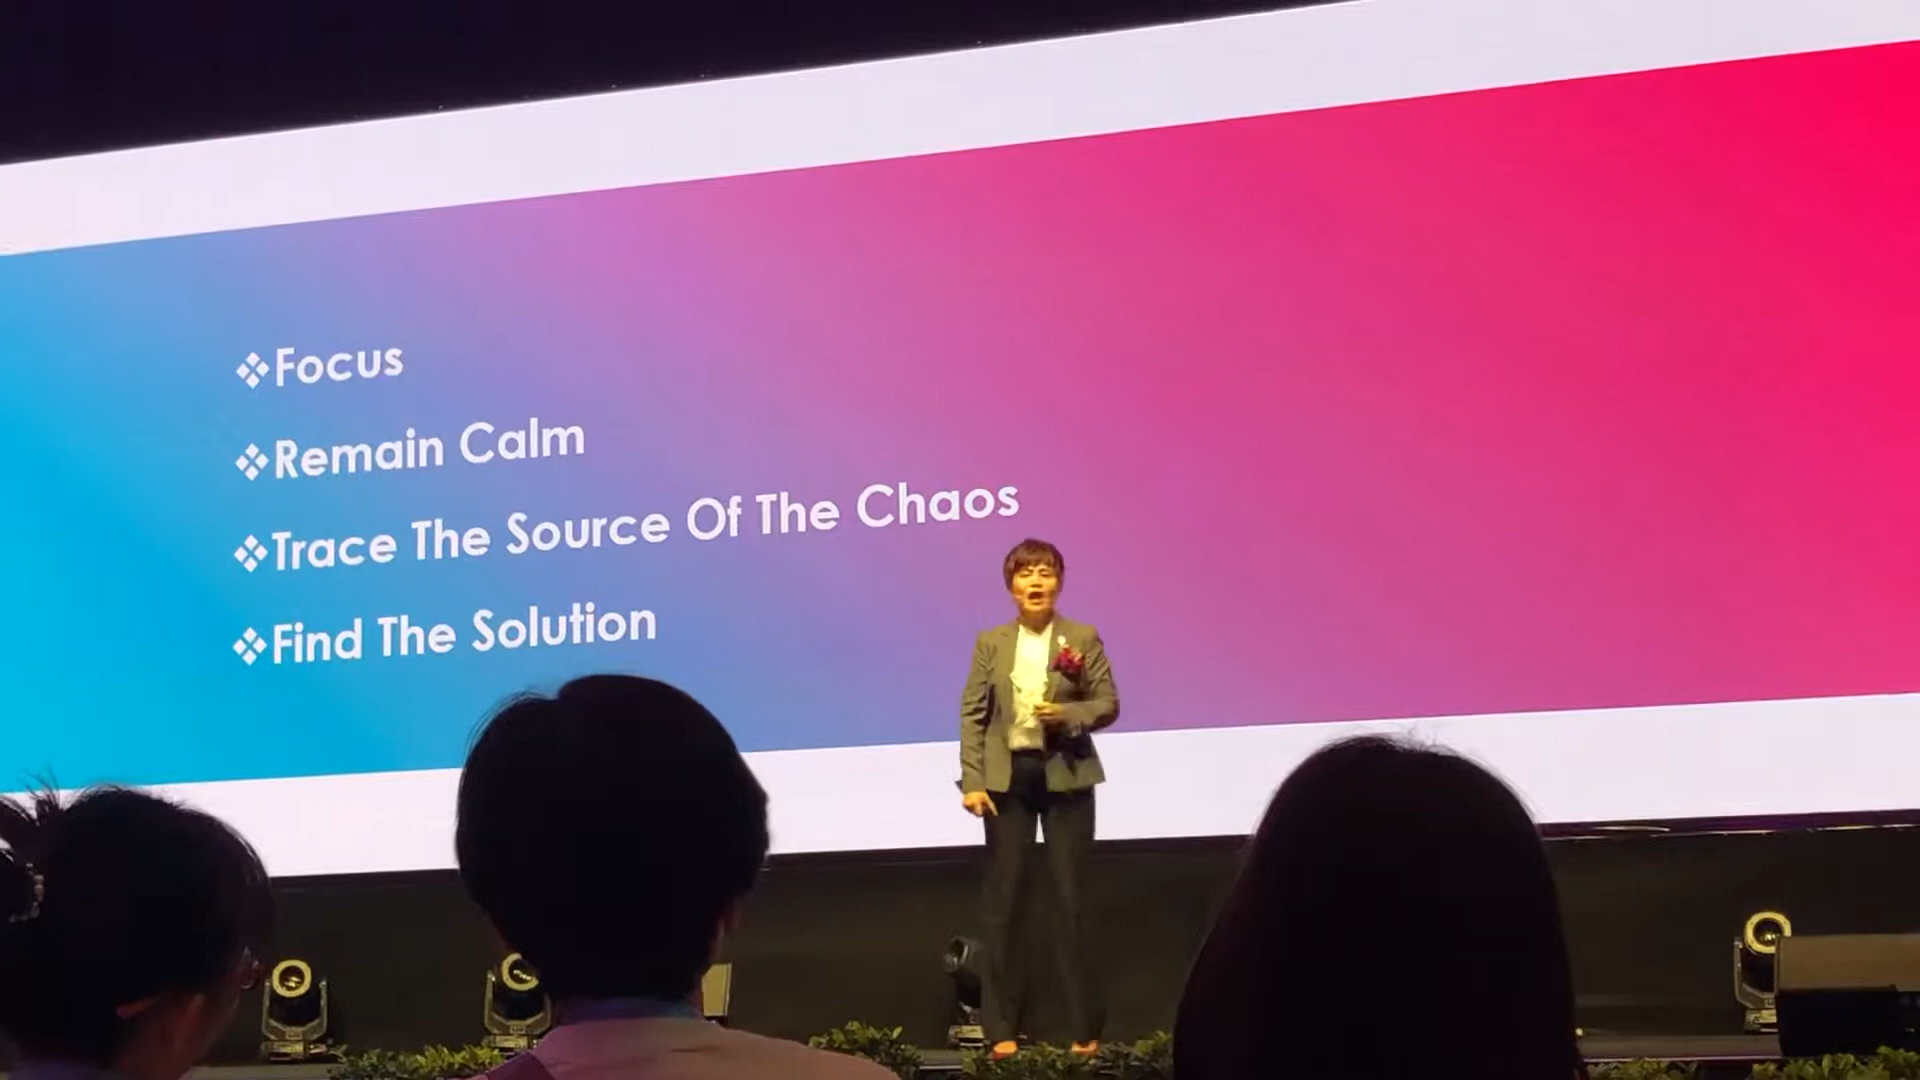 ❖Focus
❖Remain Calm
❖Trace The Source Of The Chaos
❖Find The Solution